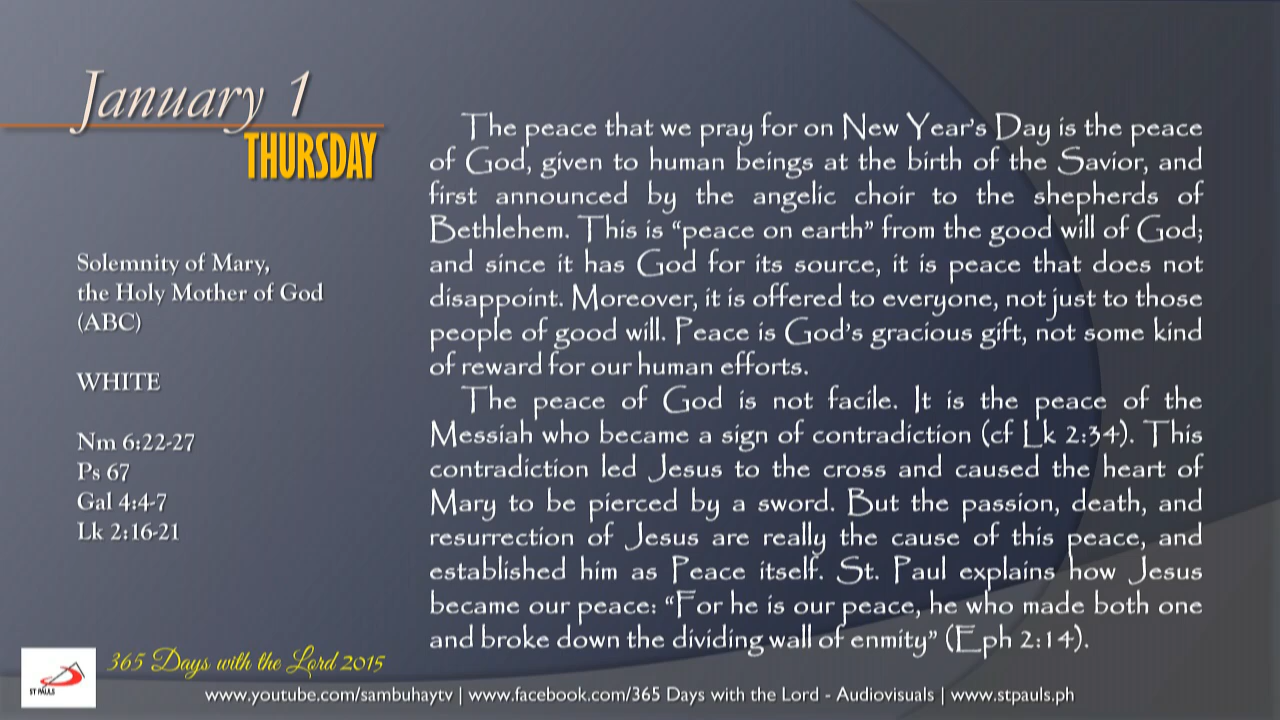 January 1
THURSDAY
Solemnity of Mary,
the Holy Mother of God
(ABC)
WHITE
Nm 6:22-27
Ps 67
Gal 4:4-7
Lk 2:16-21
The peace that we pray for on New Year’s Day is the peace
of God, given to human beings at the birth of the Savior, and
first announced by the angelic choir to the shepherds of
Bethlehem. This is “peace on earth” from the good will of God;
and since it has God for its source, it is peace that does not
disappoint. Moreover, it is offered to everyone, not just to those
people of good will. Peace is God’s gracious gift, not some kind
of reward for our human efforts.
The peace of God is not facile. It is the peace of the
Messiah who became a sign of contradiction (cf Lk 2:34). This
contradiction led Jesus to the cross and caused the heart of
Mary to be pierced by a sword. But the passion, death, and
resurrection of Jesus are really the cause of this peace, and
established him as Peace itself. St. Paul explains how Jesus
became our peace: “For he is our peace, he who made both one
and broke down the dividing wall of enmity” (Eph 2:14).
ST PAULS
365 Days with the Lord 2015
www.youtube.com/sambuhaytv | www.facebook.com/365 Days with the Lord - Audiovisuals | www.stpauls.ph